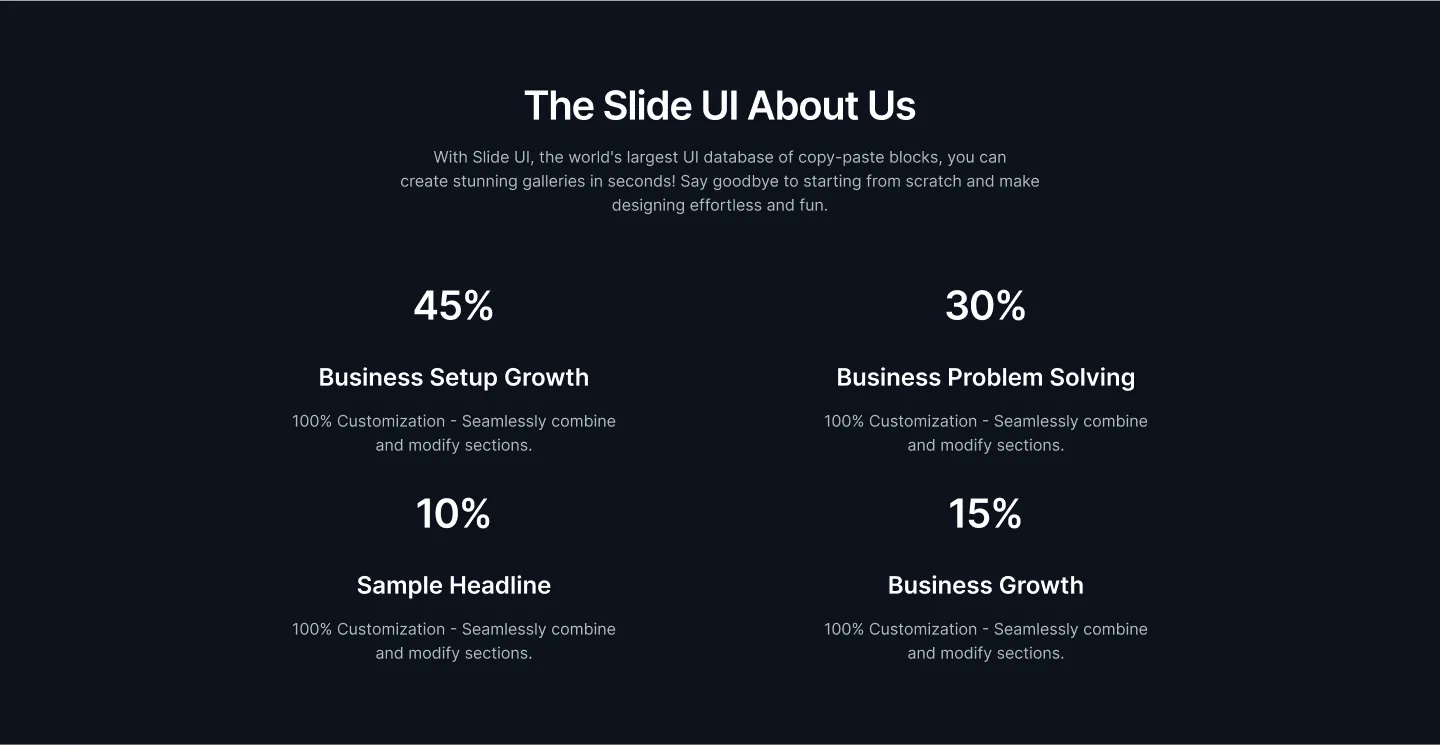 The Slide UI About Us
With Slide UI, the world's largest UI database of copy-paste blocks, you can
create stunning galleries in seconds! Say goodbye to starting from scratch and make
designing effortless and fun.
45%
Business Setup Growth
100% Customization - Seamlessly combine
and modify sections.
30%
Business Problem Solving
100% Customization - Seamlessly combine
and modify sections.
10%
Sample Headline
100% Customization - Seamlessly combine
and modify sections.
15%
Business Growth
100% Customization - Seamlessly combine
and modify sections.